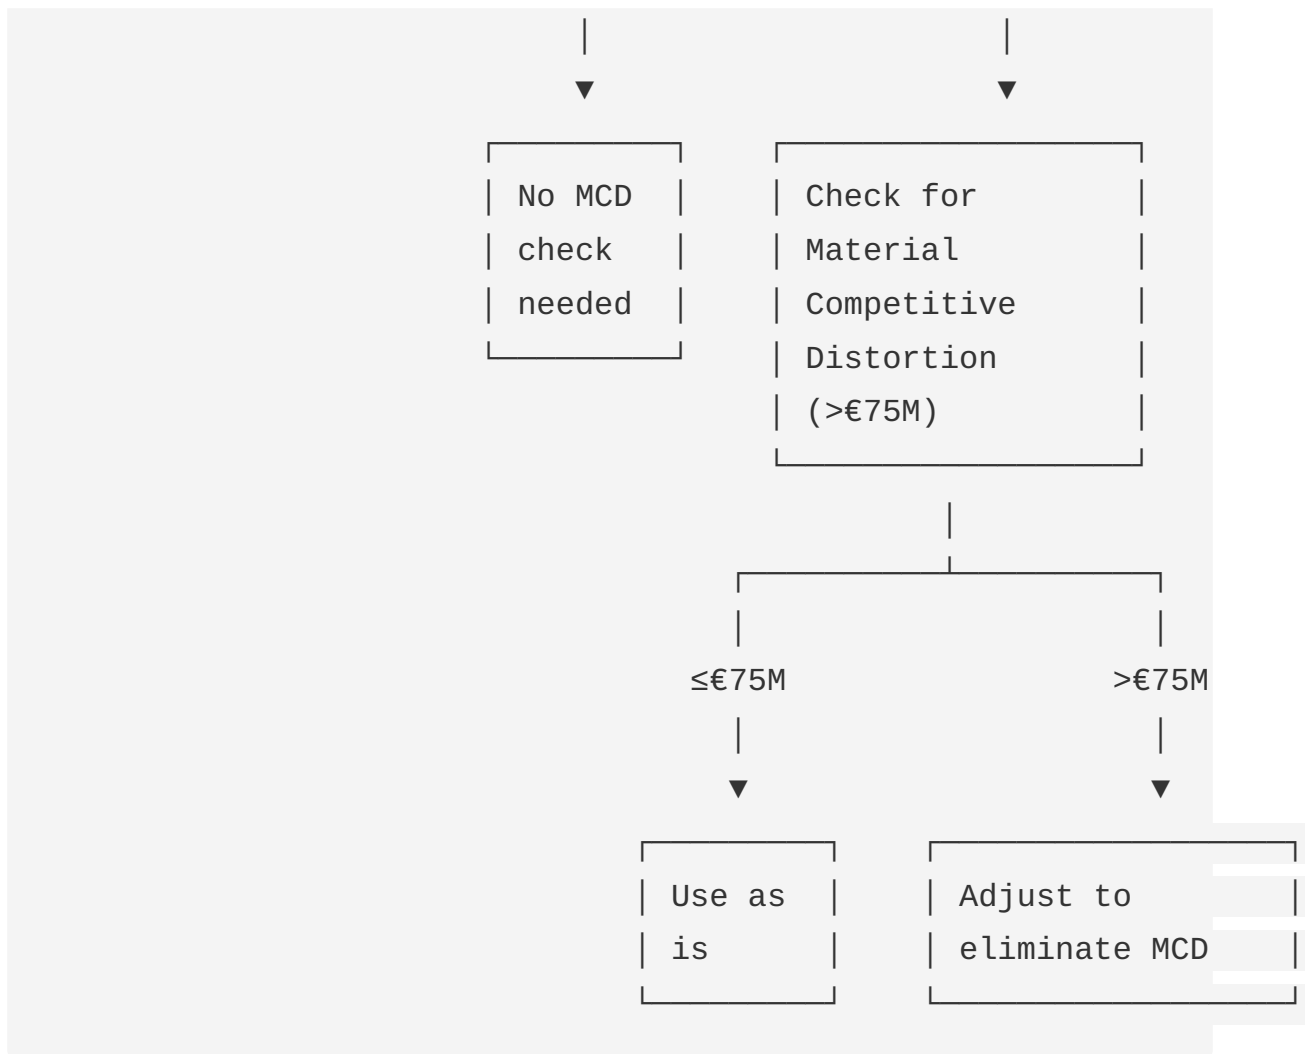 No MCD
check
needed
Check for
Material
Competitive
Distortion
(>€75M)
≤€75M
>€75M
Use as
is
Adjust to
eliminate MCD